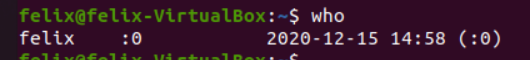 felix@felix-VirtualBox:~$ who
felix    :0           2020-12-15 14:58 (:0)